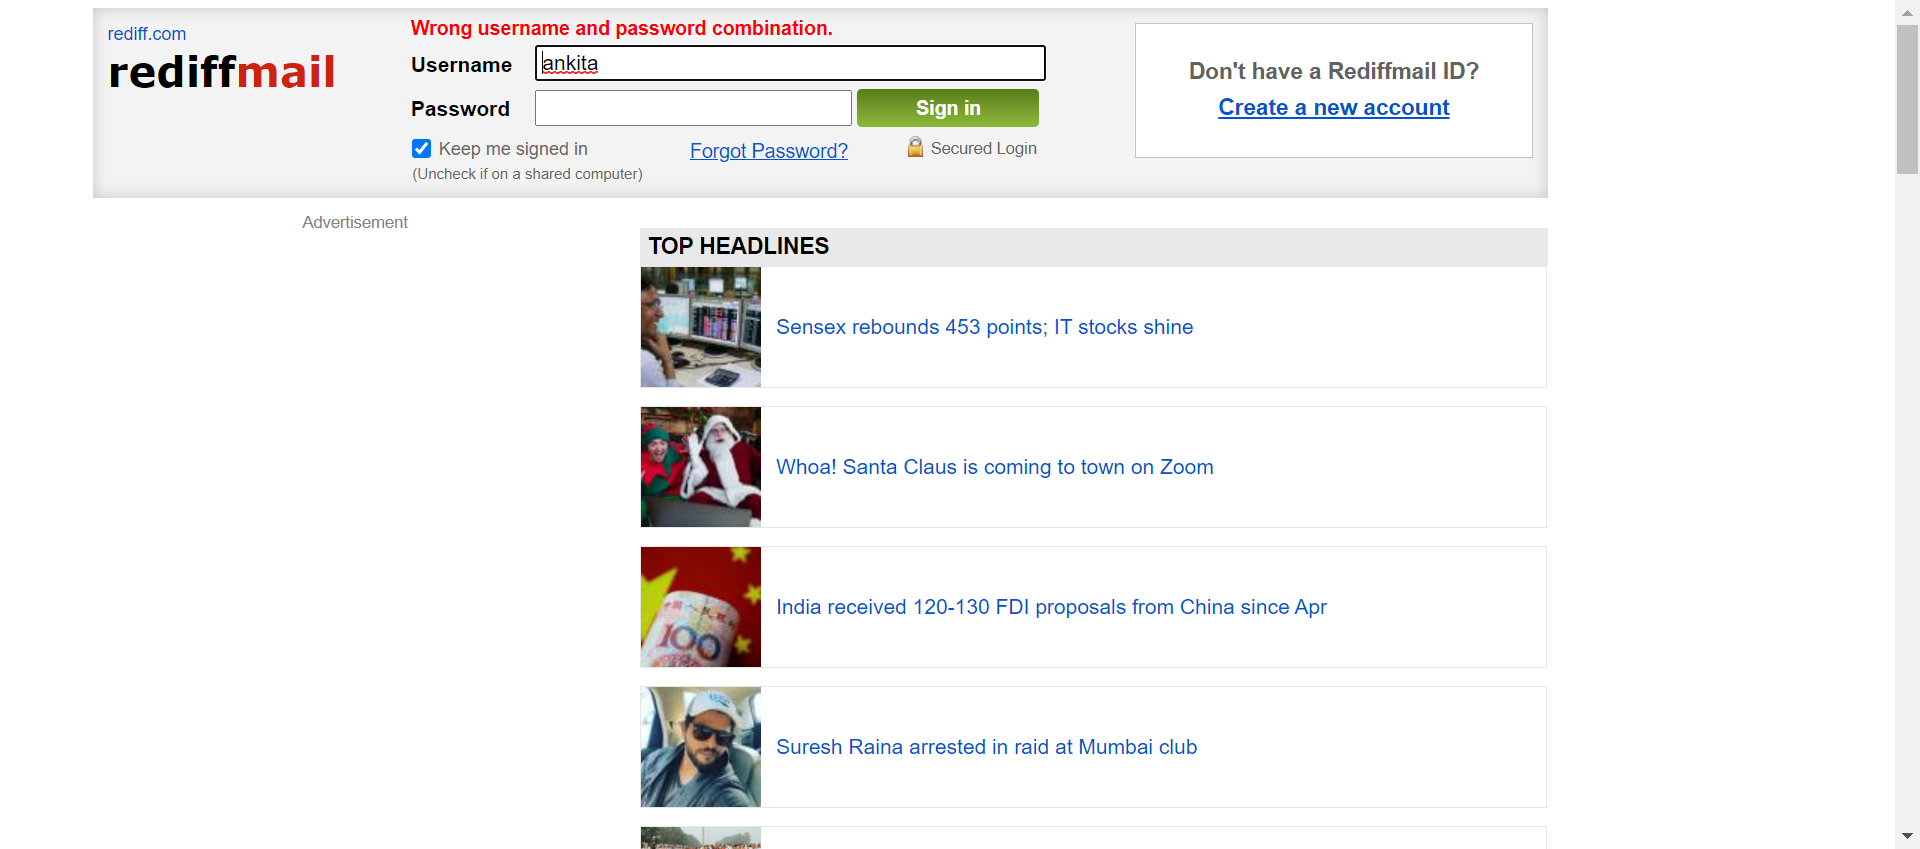 rediff.com
rediffmail
Wrong username and password combination.
Username ankita
Password Sign in
Keep me signed in Forgot Password? Secured Login
(Uncheck if on a shared computer)
Don't have a Rediffmail ID?
Create a new account
Advertisement
TOP HEADLINES
Sensex rebounds 453 points; IT stocks shine
Whoa! Santa Claus is coming to town on Zoom
India received 120-130 FDI proposals from China since Apr
100
Suresh Raina arrested in raid at Mumbai club